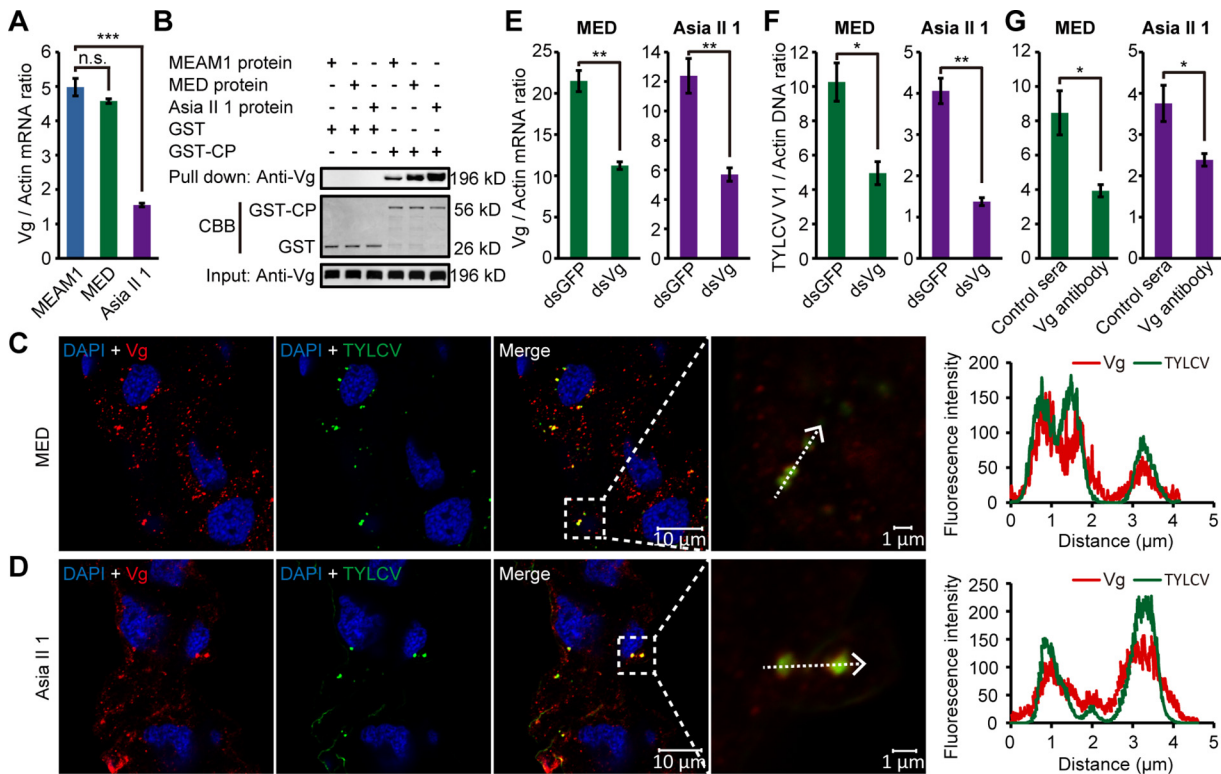 A
Vg / Actin mRNA ratio
6
5
4
3
2
1
0
***
n.s.
MEAM1
MED
Asia II 1
B
MEAM1 protein + - - + - -
MED protein - + - - + -
Asia II 1 protein - - + - - +
GST + + + - - -
GST-CP - - - + + +
Pull down: Anti-Vg 196 kD
CBB
GST-CP 56 kD
GST 26 kD
Input: Anti-Vg 196 kD
E
MED
Asia II 1
Vg / Actin mRNA ratio
25
20
15
10
5
0
**
dsGFP
dsVg
14
12
10
8
6
4
2
0
**
dsGFP
dsVg
F
MED
Asia II 1
TYLCV V1 / Actin DNA ratio
12
10
8
6
4
2
0
*
dsGFP
dsVg
5
4
3
2
1
0
**
dsGFP
dsVg
G
MED
Asia II 1
12
10
8
6
4
2
0
*
Control sera
Vg antibody
5
4
3
2
1
0
*
Control sera
Vg antibody
C
MED
DAPI + Vg
DAPI + TYLCV
Merge
10 µm
1 µm
Vg TYLCV
Fluorescence intensity
200
150
100
50
0
0 1 2 3 4 5
Distance (µm)
D
Asia II 1
DAPI + Vg
DAPI + TYLCV
Merge
10 µm
1 µm
Vg TYLCV
Fluorescence intensity
250
200
150
100
50
0
0 1 2 3 4 5
Distance (µm)